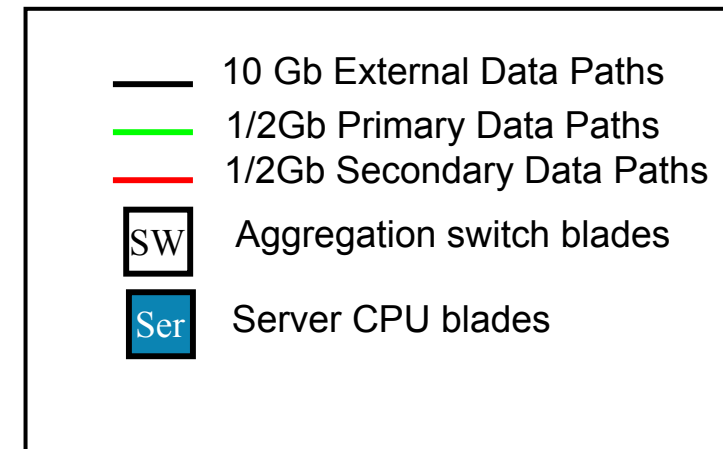 10 Gb External Data Paths
1/2Gb Primary Data Paths
1/2Gb Secondary Data Paths
SW Aggregation switch blades
Ser Server CPU blades